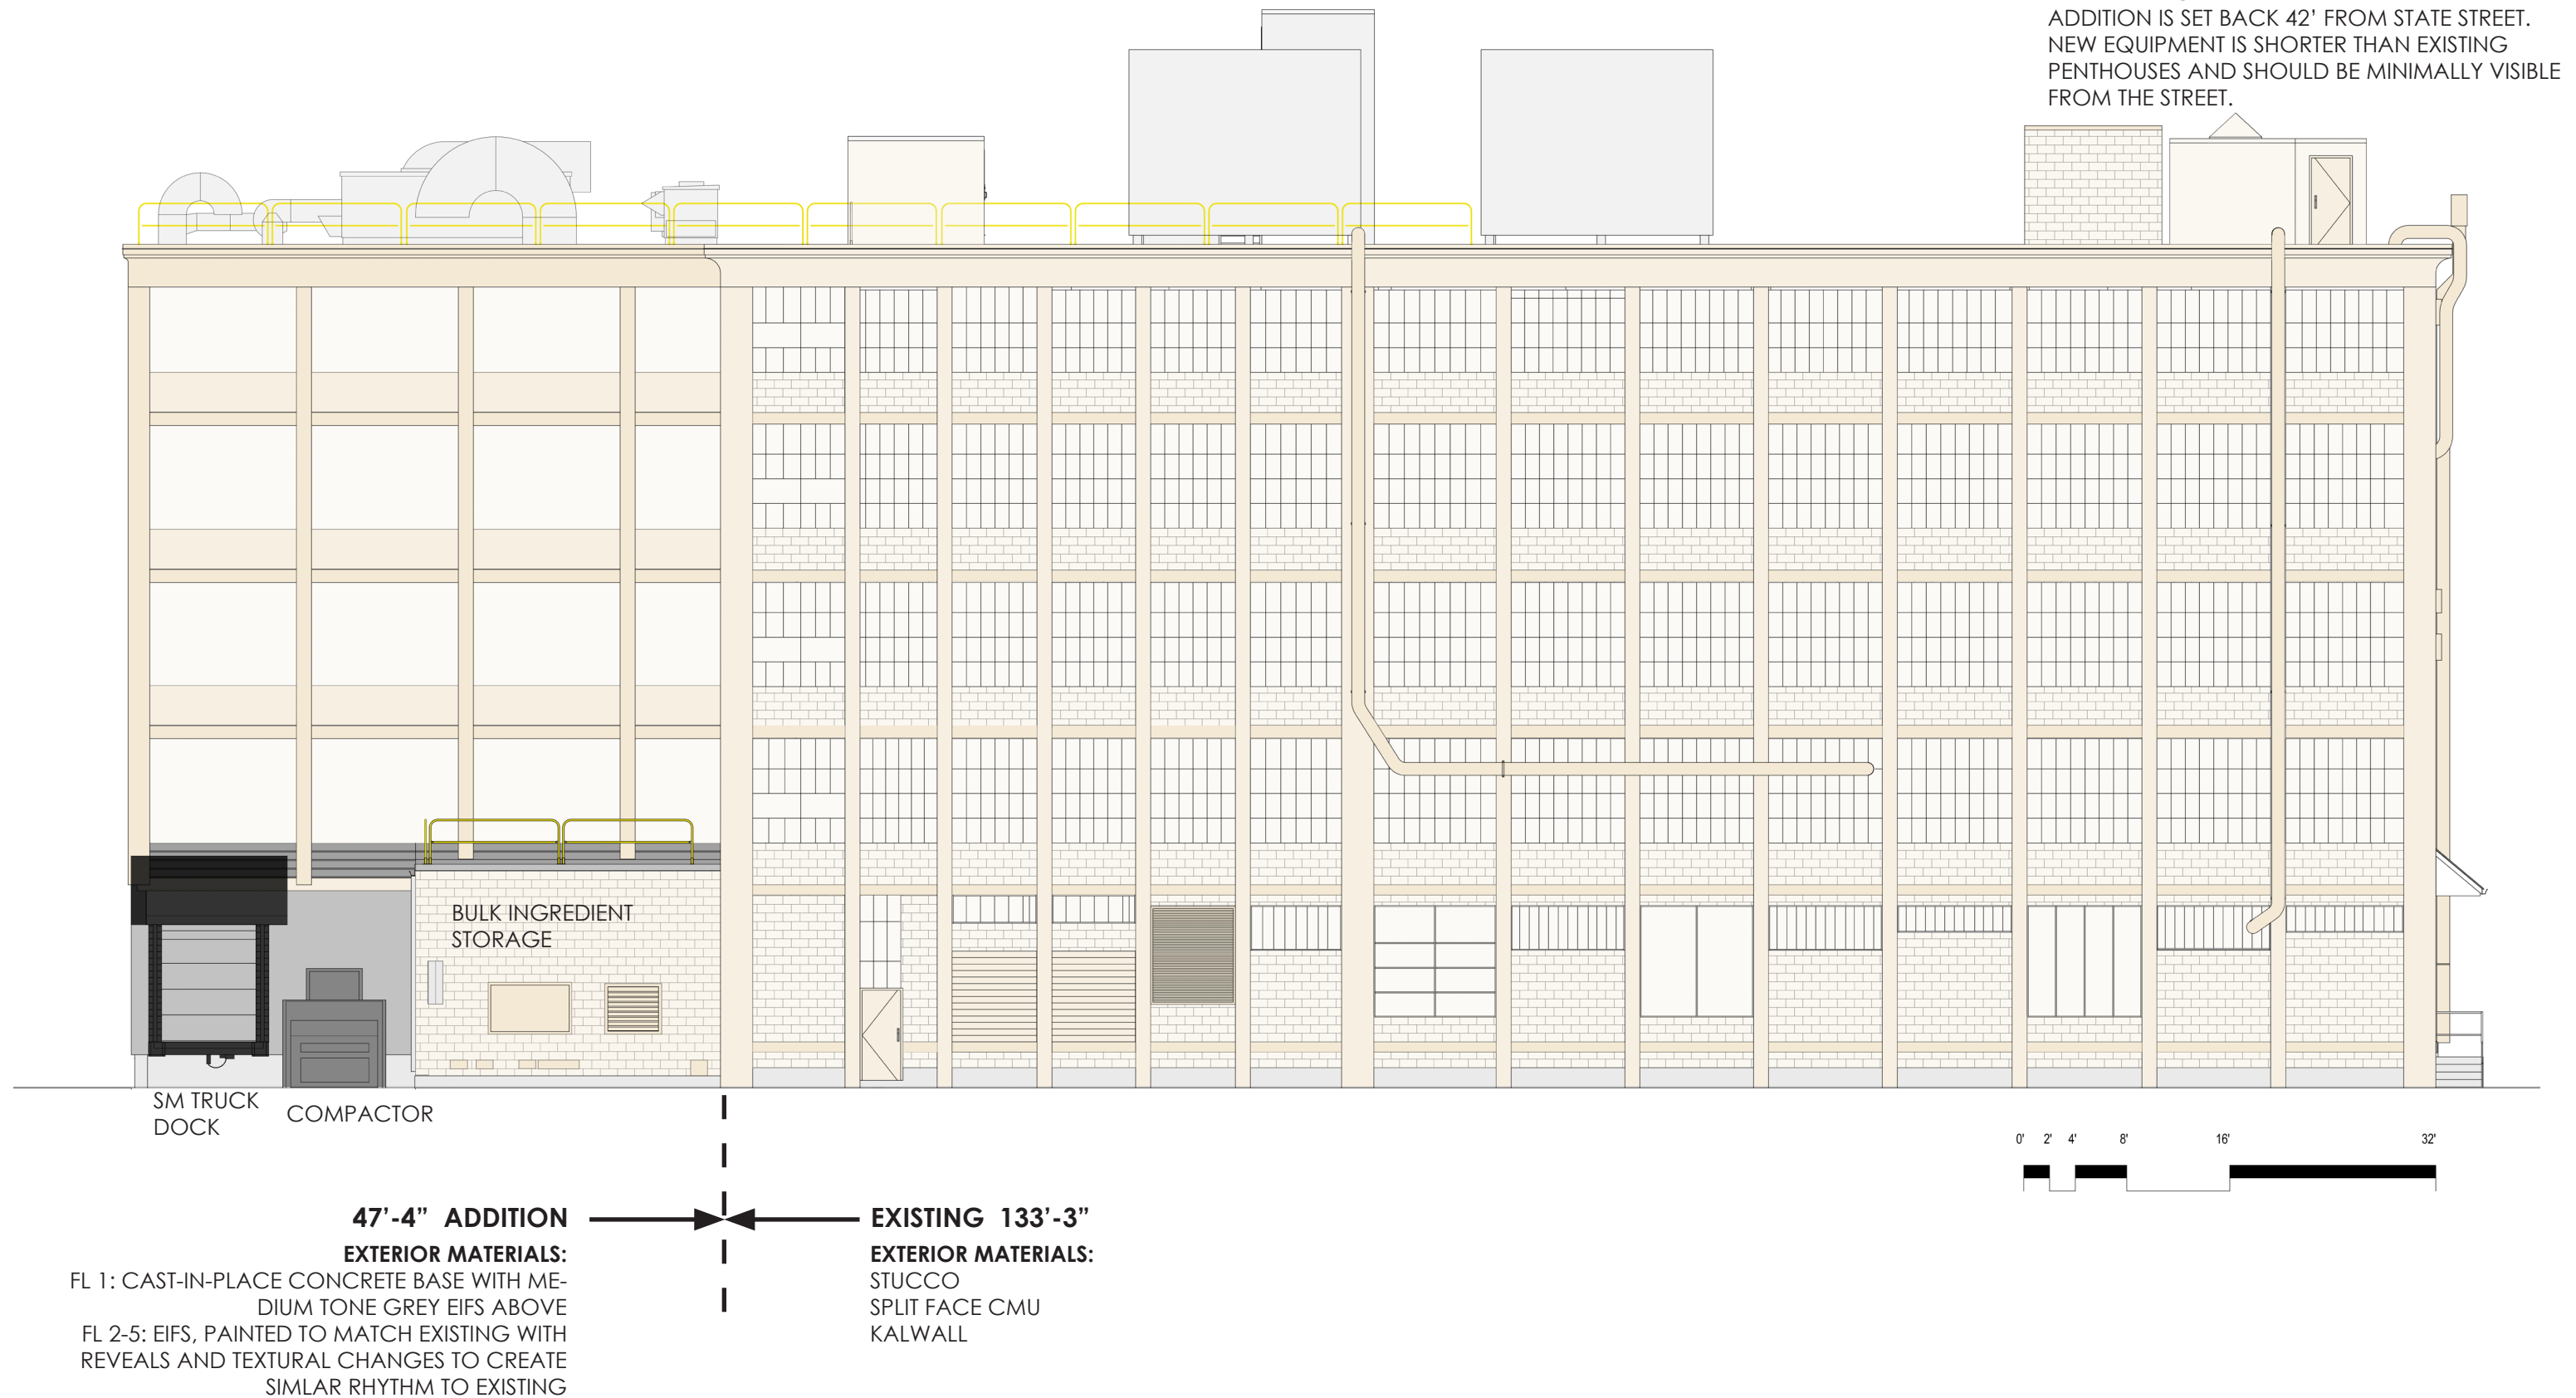 ADDITION IS SET BACK 42' FROM STATE STREET.
NEW EQUIPMENT IS SHORTER THAN EXISTING
PENTHOUSES AND SHOULD BE MINIMALLY VISIBLE
FROM THE STREET.
BULK INGREDIENT
STORAGE
SM TRUCK
DOCK
COMPACTOR
0' 2' 4' 8' 16' 32'
47'-4” ADDITION
EXTERIOR MATERIALS:
FL 1: CAST-IN-PLACE CONCRETE BASE WITH ME-
DIUM TONE GREY EIFS ABOVE
FL 2-5: EIFS, PAINTED TO MATCH EXISTING WITH
REVEALS AND TEXTURAL CHANGES TO CREATE
SIMLAR RHYTHM TO EXISTING
EXISTING 133'-3”
EXTERIOR MATERIALS:
STUCCO
SPLIT FACE CMU
KALWALL